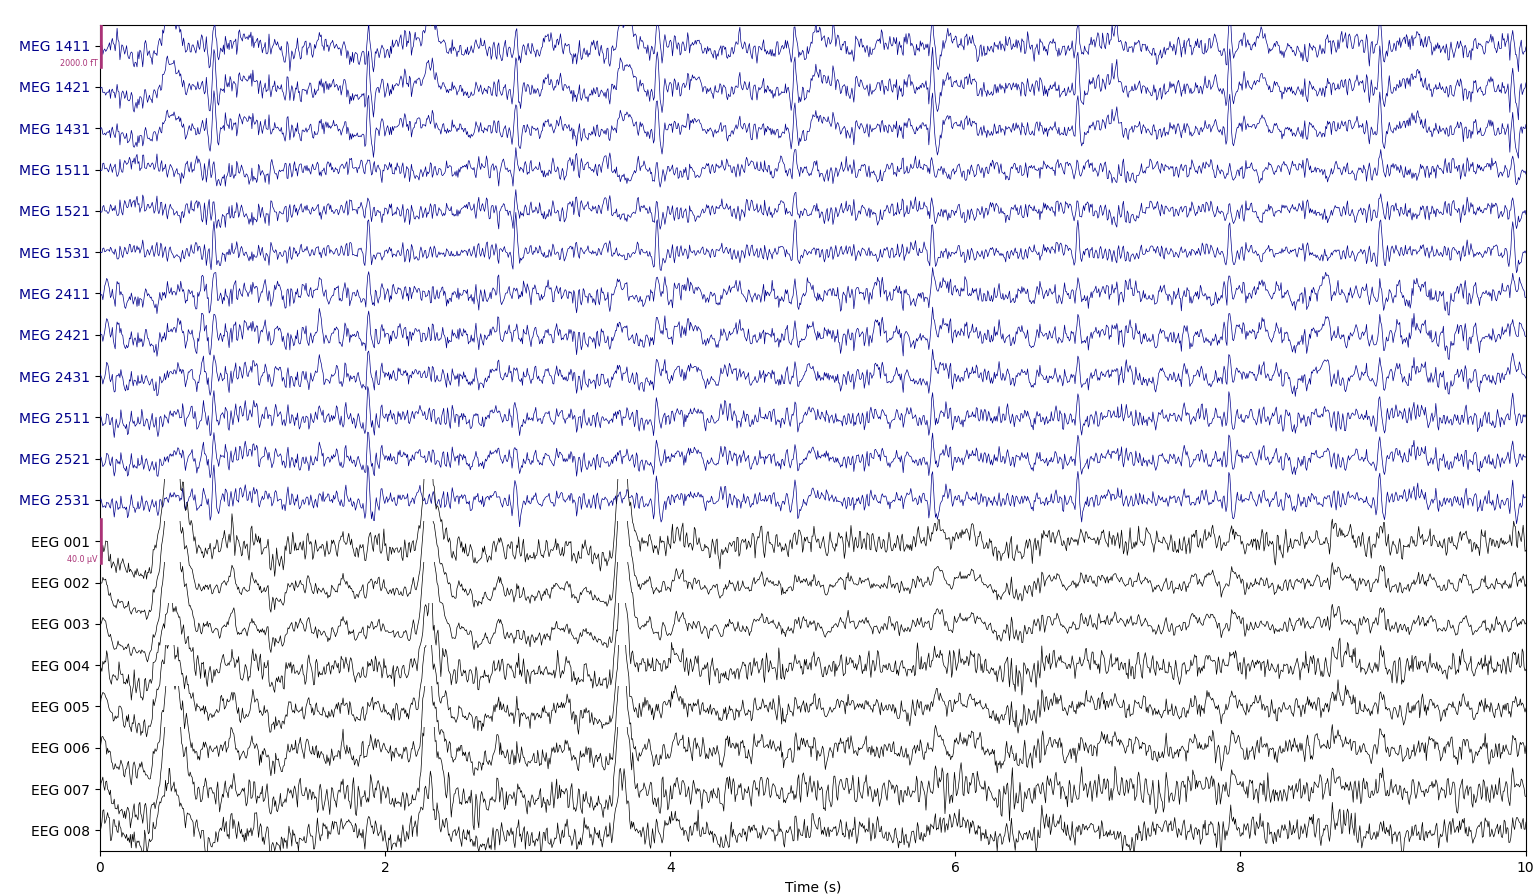 MEG 1411
2000.0 fT
MEG 1421
MEG 1431
MEG 1511
MEG 1521
MEG 1531
MEG 2411
MEG 2421
MEG 2431
MEG 2511
MEG 2521
MEG 2531
EEG 001
40.0 µV
EEG 002
EEG 003
EEG 004
EEG 005
EEG 006
EEG 007
EEG 008
0 2 4 6 8 10
Time (s)